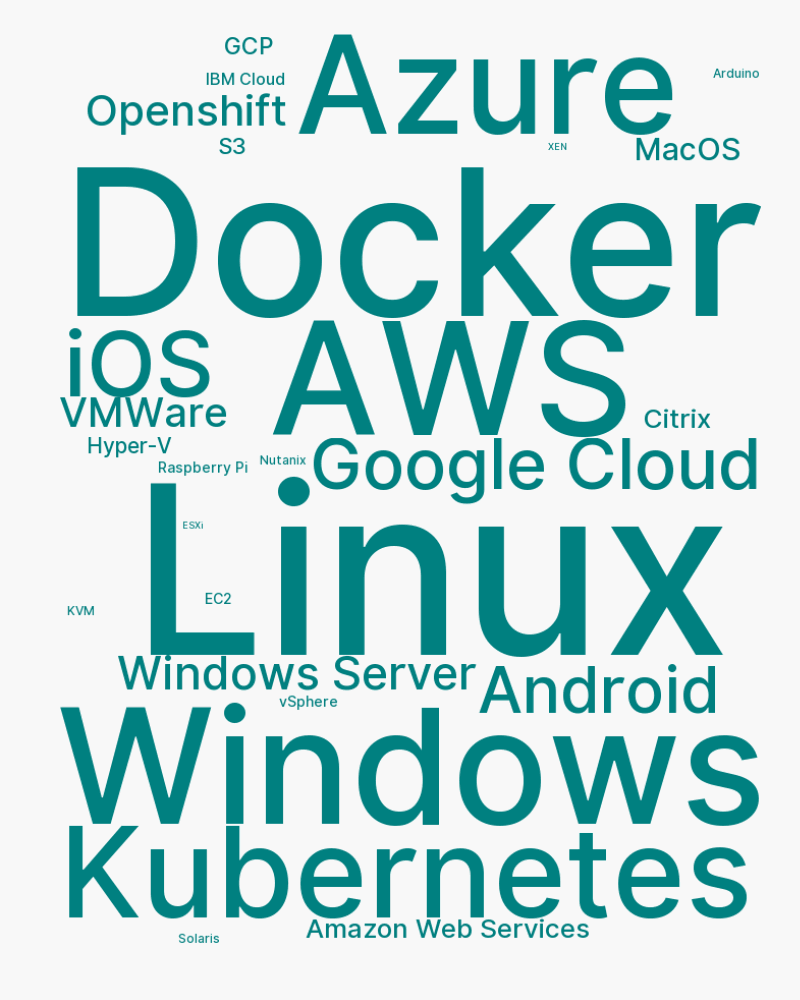 GCP
Azure
Arduino
IBM Cloud
Openshift
S3
XEN
MacOS
Docker
iOS
AWS
VMWare
Citrix
Hyper-V
Google Cloud
Raspberry Pi
Nutanix
Linux
ESXi
EC2
KVM
Windows Server
Android
vSphere
Windows
Kubernetes
Amazon Web Services
Solaris